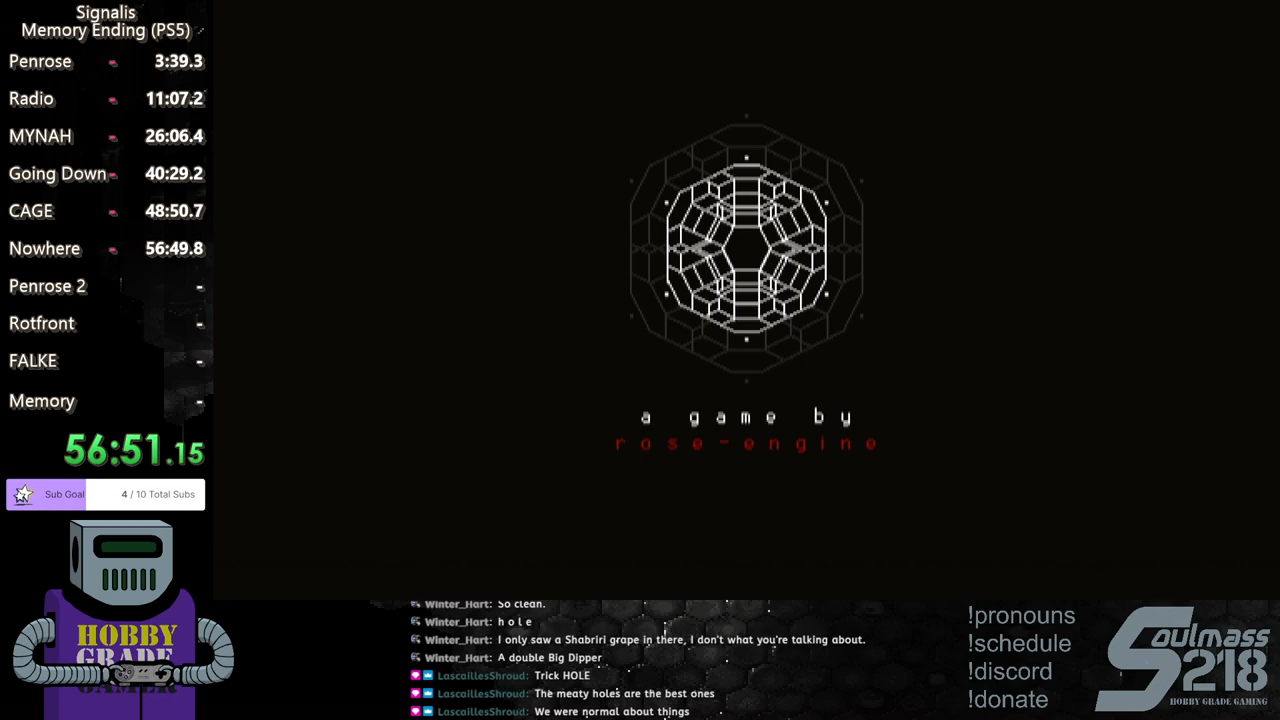 Signalis
Memory Ending (PS5)
Penrose - 3:39.3
Radio - 11:07.2
MYNAH - 26:06.4
Going Down - 40:29.2
CAGE - 48:50.7
Nowhere - 56:49.8
Penrose 2 -
Rotfront -
FALKE -
Memory -
56:51.15
Sub Goal 4 / 10 Total Subs
HOBBY
GRADE
GAMER
a game by
rose-engine
Winter_Hart: So clean.
Winter_Hart: h o l e
Winter_Hart: I only saw a Shabriri grape in there, I don't what you're talking about.
Winter_Hart: A double Big Dipper
LascaillesShroud: Trick HOLE
LascaillesShroud: The meaty holes are the best ones
LascaillesShroud: We were normal about things
!pronouns
!schedule
!discord
!donate
Soulmass
218
HOBBY GRADE GAMING